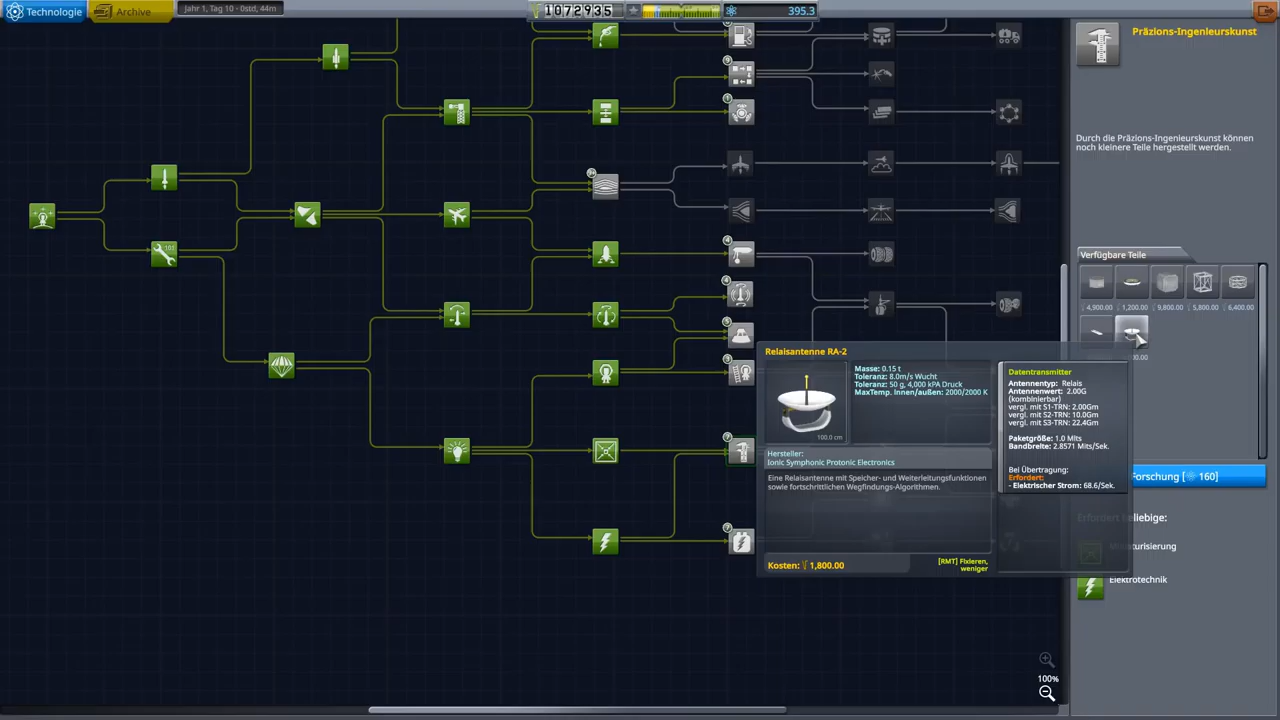 Technologie
Archive
Jahr 1, Tag 10 - 0std, 44m
1072935
395.3
Präzions-Ingenieurskunst
Durch die Präzions-Ingenieurskunst können
noch kleinere Teile hergestellt werden.
Verfügbare Teile
4,900.00 1,200.00 9,800.00 5,800.00 6,400.00
Relaisantenne RA-2
Masse: 0.15 t
Toleranz: 8.0m/s Wucht
Toleranz: 50 g, 4,000 kPA Druck
MaxTemp. Innen/außen: 2000/2000 K
100.0 cm
Hersteller:
Ionic Symphonic Protonic Electronics
Eine Relaisantenne mit Speicher- und Weiterleitungsfunktionen
sowie fortschrittlichen Wegfindungs-Algorithmen.
Kosten: 1,800.00
[RMT] Fixieren,
weniger
Datentransmitter
Antennentyp: Relais
Antennenwert: 2.00G
(kombinierbar)
vergl. mit S1-TRN: 2.00Gm
vergl. mit S2-TRN: 10.0Gm
vergl. mit S3-TRN: 22.4Gm
Paketgröße: 1.0 Mits
Bandbreite: 2.8571 Mits/Sek.
Bei Übertragung:
Erfordert:
- Elektrischer Strom: 68.6/Sek.
Forschung [160]
Elektrotechnik
100%